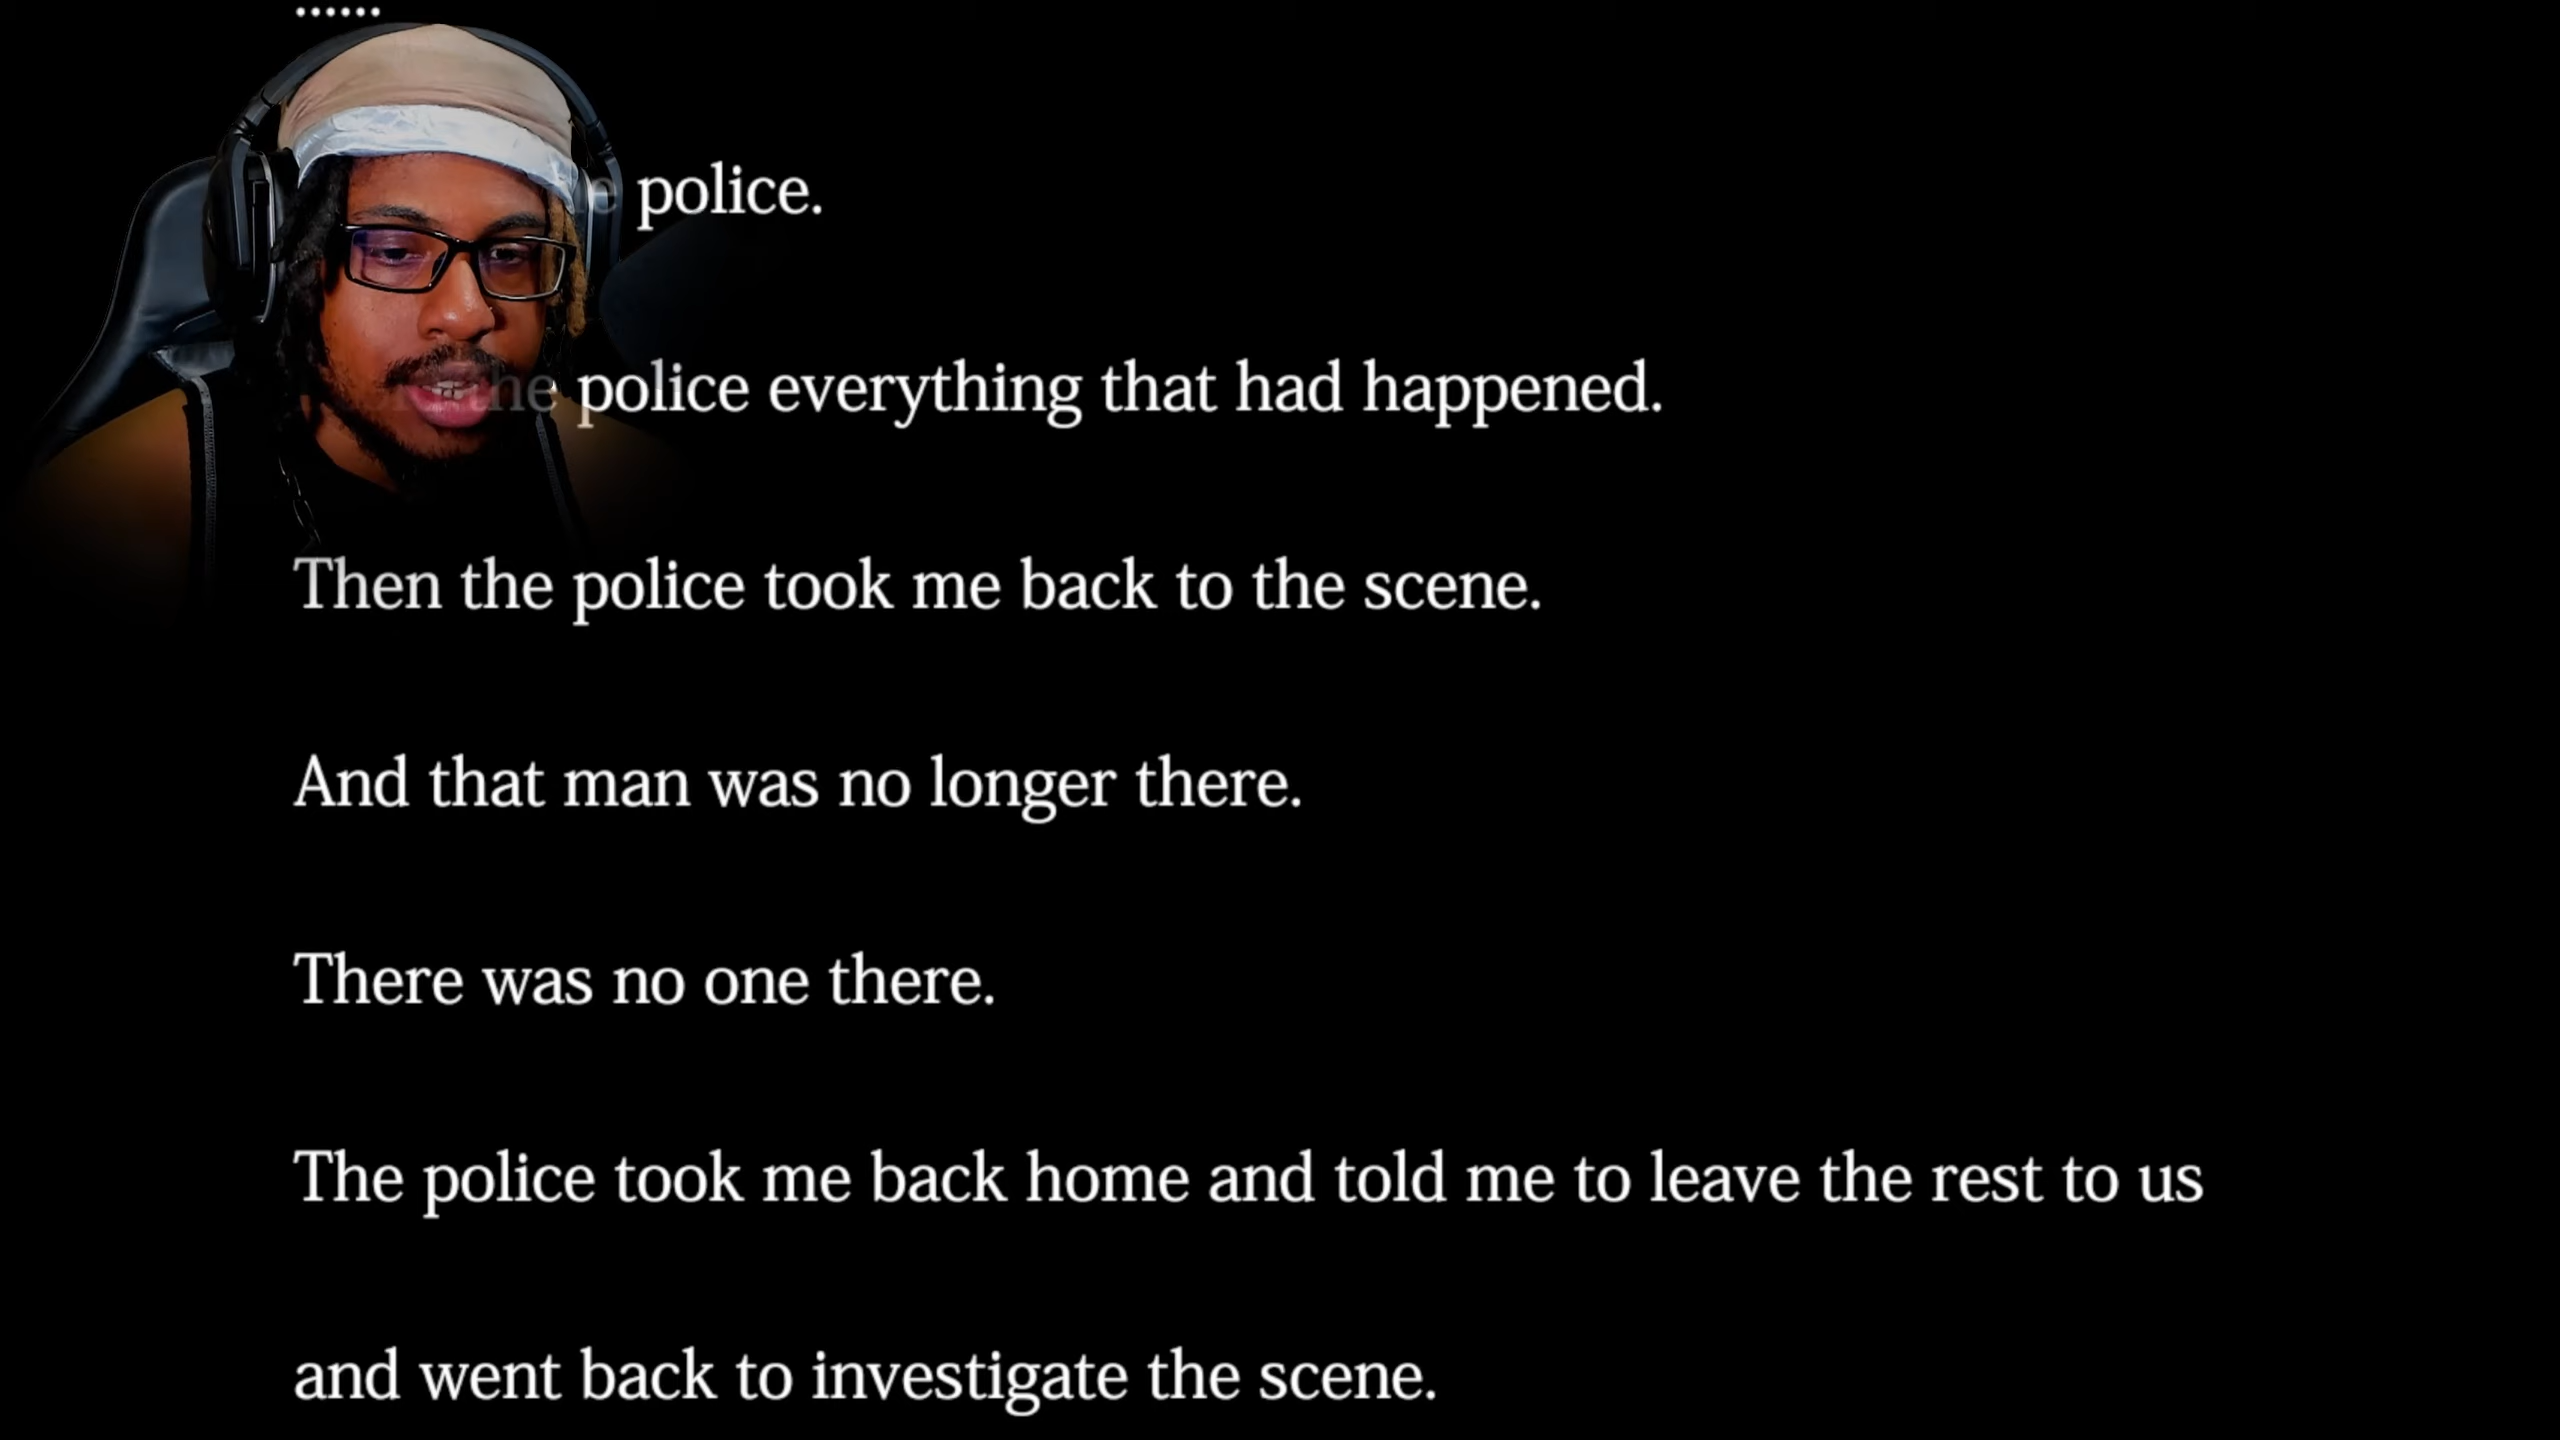 ......
police.
the police everything that had happened.
Then the police took me back to the scene.
And that man was no longer there.
There was no one there.
The police took me back home and told me to leave the rest to us
and went back to investigate the scene.